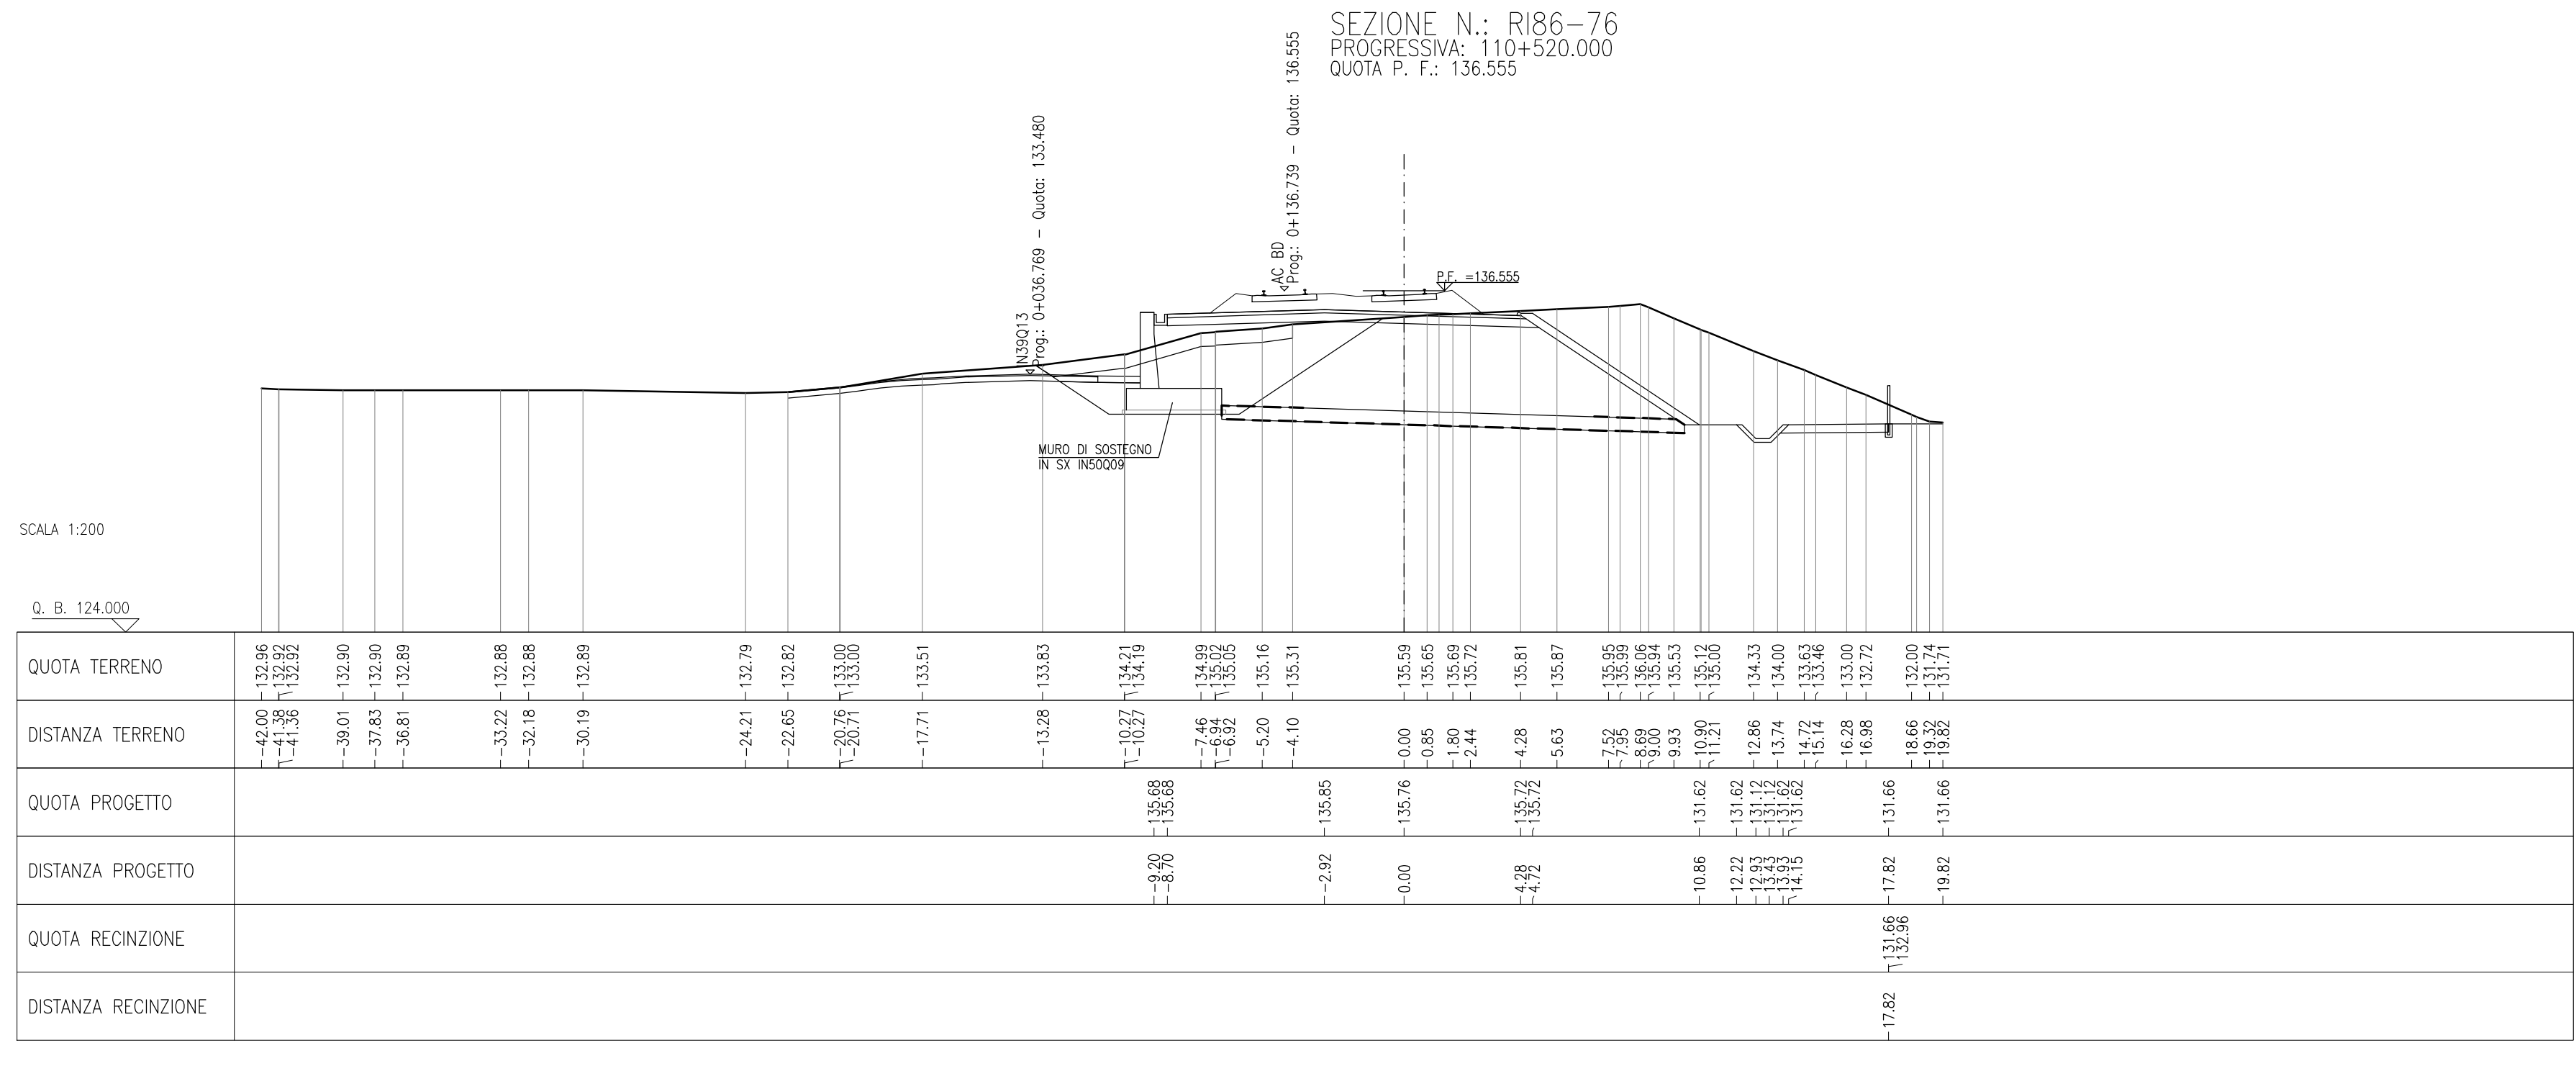 SEZIONE N.: RI86-76
PROGRESSIVA: 110+520.000
QUOTA P. F.: 136.555
AC BD
Prog.: 0+136.739 - Quota: 136.555
IN39Q13
Prog.: 0+036.769 - Quota: 133.480
P.F. =136.555
MURO DI SOSTEGNO
IN SX IN50Q09
SCALA 1:200
Q. B. 124.000
QUOTA TERRENO
132.96 132.92 132.92 132.90 132.90 132.89 132.88 132.88 132.89 132.79 132.82 133.00 133.00 133.51 133.83 134.21 134.19 134.99 135.02 135.05 135.16 135.31 135.59 135.65 135.69 135.72 135.81 135.87 135.95 135.99 136.06 135.94 135.53 135.12 135.00 134.33 134.00 133.63 133.46 133.00 132.72 132.00 131.74 131.71
DISTANZA TERRENO
-42.00 -41.38 -41.36 -39.01 -37.83 -36.81 -33.22 -32.18 -30.19 -24.21 -22.65 -20.76 -20.71 -17.71 -13.28 -10.27 -10.27 -7.46 -6.94 -6.92 -5.20 -4.10 0.00 0.85 1.80 2.44 4.28 5.63 7.52 7.95 8.69 9.00 9.93 10.90 11.21 12.86 13.74 14.72 15.14 16.28 16.98 18.66 19.32 19.82
QUOTA PROGETTO
135.68 135.68 135.85 135.76 135.72 135.72 131.62 131.62 131.12 131.12 131.62 131.62 131.66 131.66
DISTANZA PROGETTO
-9.20 -8.70 -2.92 0.00 4.28 4.72 10.86 12.22 12.93 13.43 13.93 14.15 17.82 19.82
QUOTA RECINZIONE
131.66 132.96
DISTANZA RECINZIONE
17.82